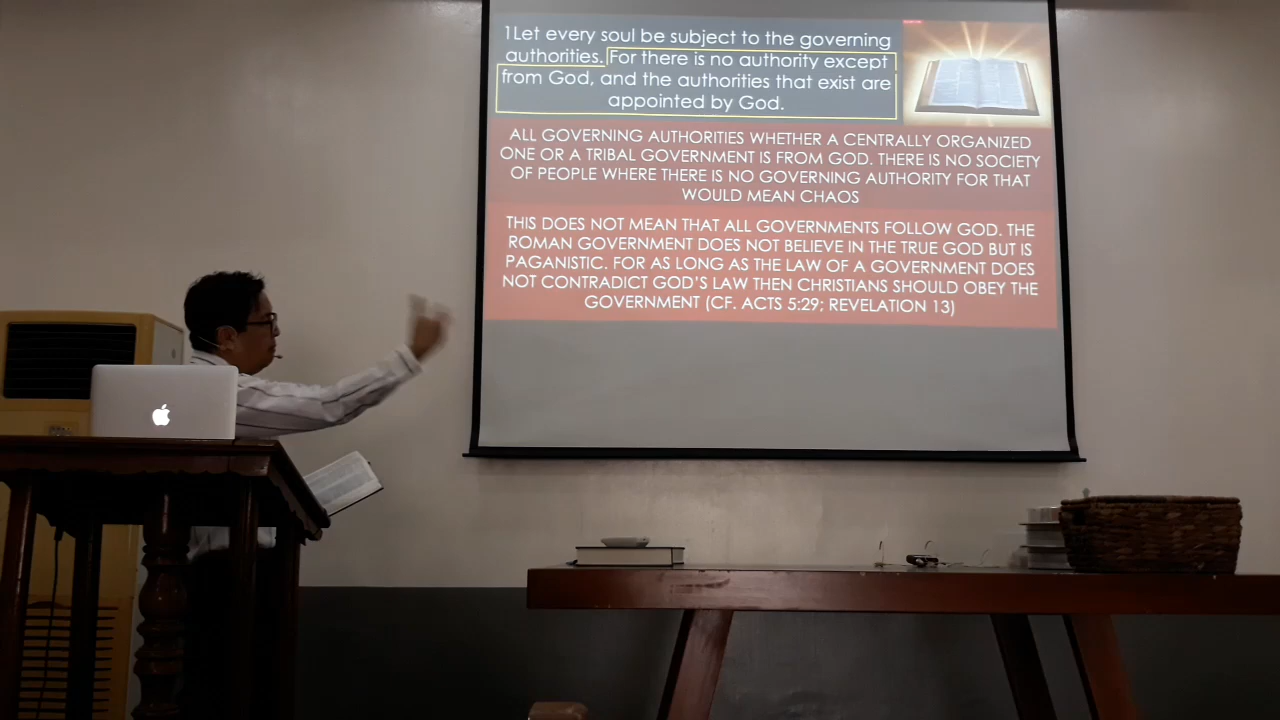 1Let every soul be subject to the governing
authorities. For there is no authority except
from God, and the authorities that exist are
appointed by God.
ALL GOVERNING AUTHORITIES WHETHER A CENTRALLY ORGANIZED
ONE OR A TRIBAL GOVERNMENT IS FROM GOD. THERE IS NO SOCIETY
OF PEOPLE WHERE THERE IS NO GOVERNING AUTHORITY FOR THAT
WOULD MEAN CHAOS
THIS DOES NOT MEAN THAT ALL GOVERNMENTS FOLLOW GOD. THE
ROMAN GOVERNMENT DOES NOT BELIEVE IN THE TRUE GOD BUT IS
PAGANISTIC. FOR AS LONG AS THE LAW OF A GOVERNMENT DOES
NOT CONTRADICT GOD'S LAW THEN CHRISTIANS SHOULD OBEY THE
GOVERNMENT (CF. ACTS 5:29; REVELATION 13)